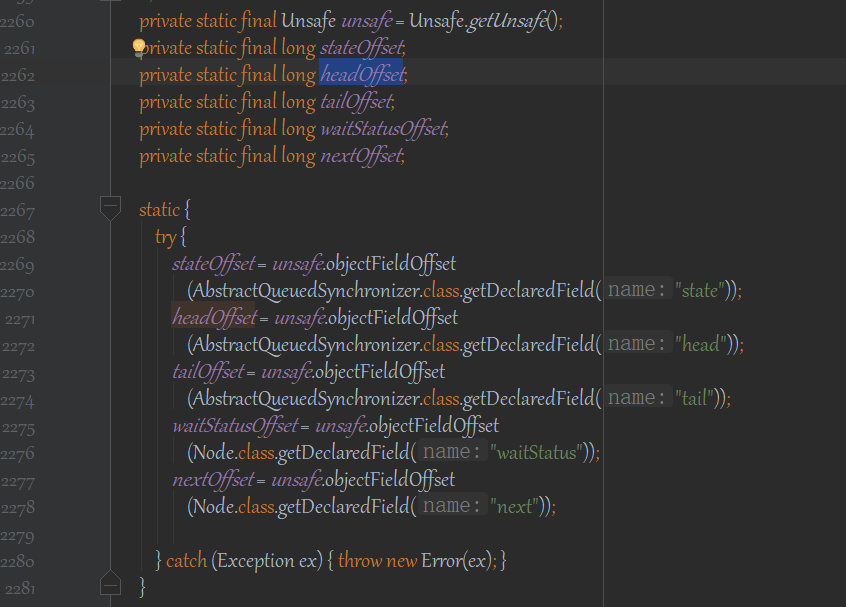 2260 private static final Unsafe unsafe = Unsafe.getUnsafe();
2261 private static final long stateOffset;
2262 private static final long headOffset;
2263 private static final long tailOffset;
2264 private static final long waitStatusOffset;
2265 private static final long nextOffset;
2266
2267 static {
2268 try {
2269 stateOffset = unsafe.objectFieldOffset
2270 (AbstractQueuedSynchronizer.class.getDeclaredField( name: "state"));
2271 headOffset = unsafe.objectFieldOffset
2272 (AbstractQueuedSynchronizer.class.getDeclaredField( name: "head"));
2273 tailOffset = unsafe.objectFieldOffset
2274 (AbstractQueuedSynchronizer.class.getDeclaredField( name: "tail"));
2275 waitStatusOffset = unsafe.objectFieldOffset
2276 (Node.class.getDeclaredField( name: "waitStatus"));
2277 nextOffset = unsafe.objectFieldOffset
2278 (Node.class.getDeclaredField( name: "next"));
2279
2280 } catch (Exception ex) { throw new Error(ex); }
2281 }